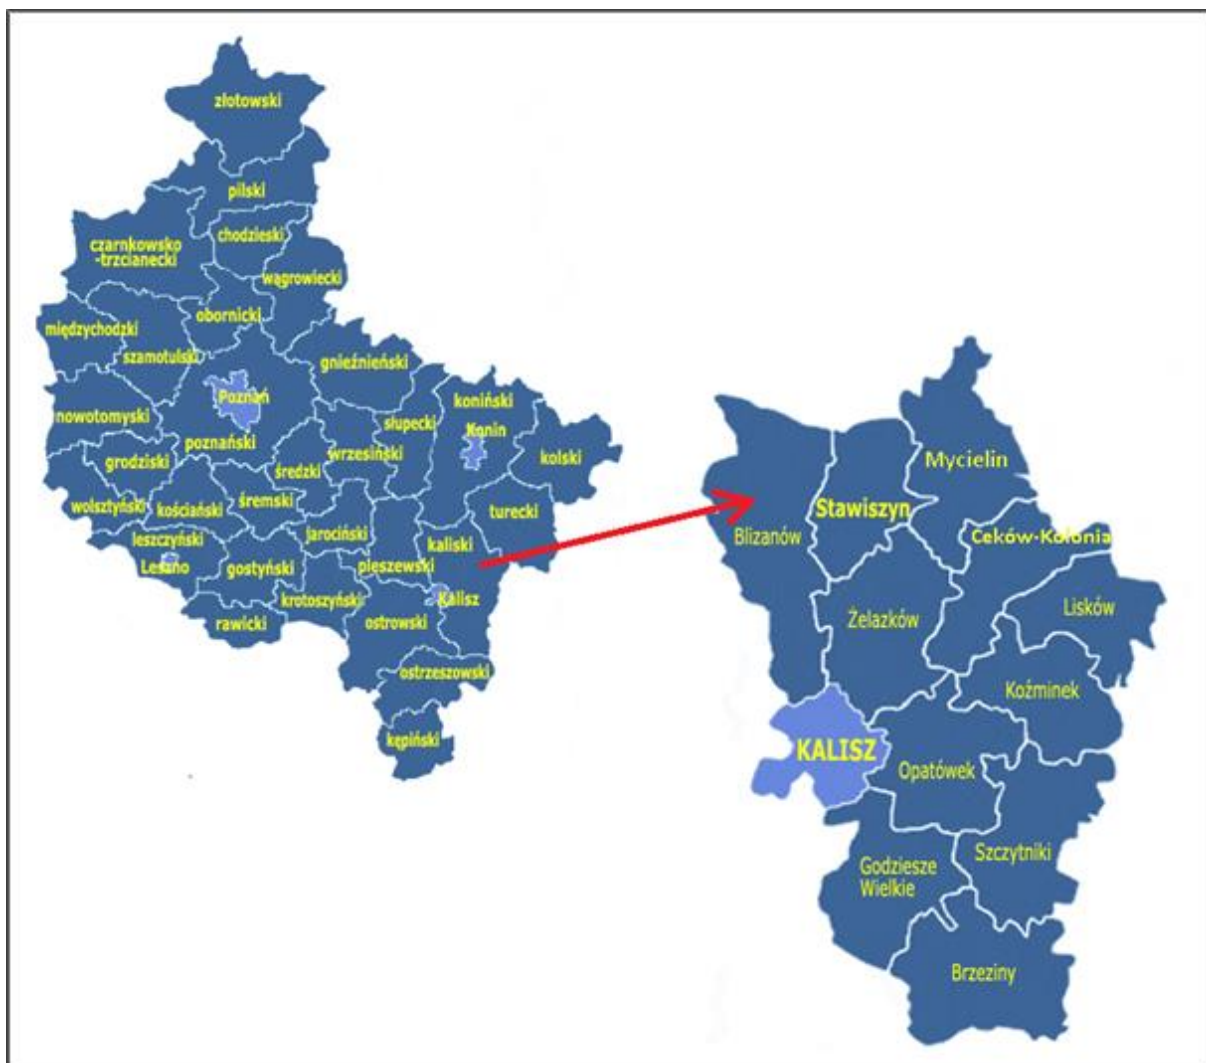 złotowski
pilski
chodzieski
czarnkowsko
-trzcianecki
wągrowiecki
obornicki
międzychodzki
szamotulski
gnieźnieński
Poznań
nowotomyski
poznański
słupecki
koniński
Konin
grodziski
średzki
wrzesiński
kolski
wolsztyński
kościański
śremski
turecki
leszczyński
jarociński
kaliski
Leszno
gostyński
pleszewski
krotoszyński
Kalisz
rawicki
ostrowski
ostrzeszowski
kępiński
Mycielin
Stawiszyn
Blizanów
Ceków-Kolonia
Lisków
Żelazków
Koźminek
KALISZ
Opatówek
Szczytniki
Godziesze
Wielkie
Brzeziny